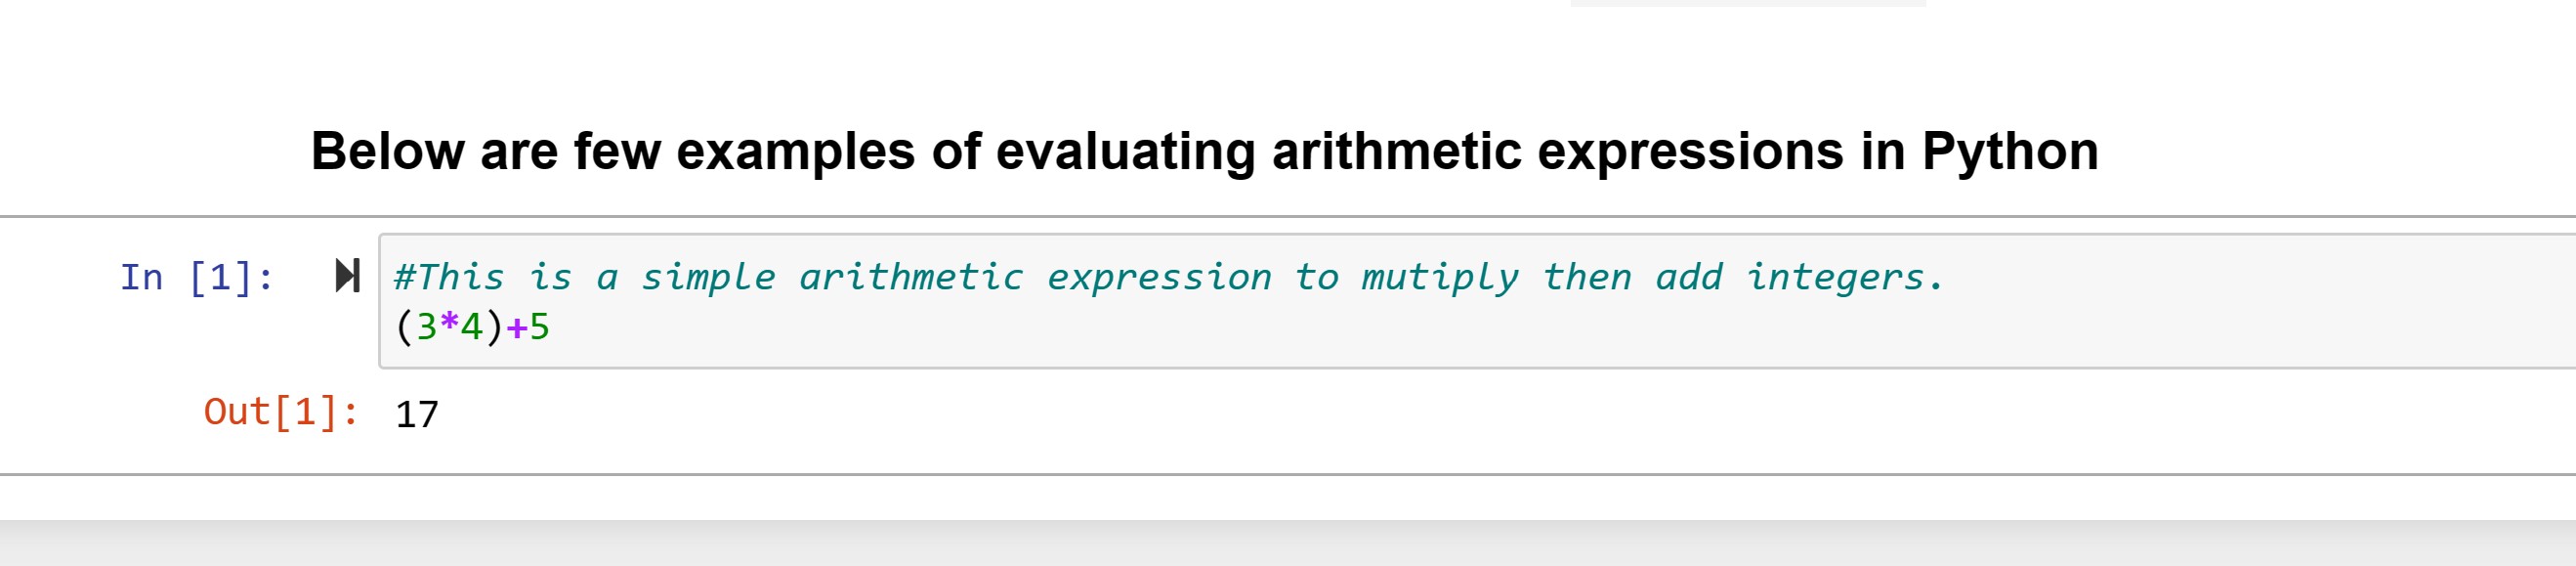 Below are few examples of evaluating arithmetic expressions in Python
In [1]: #This is a simple arithmetic expression to mutiply then add integers.
(3*4)+5
Out[1]: 17